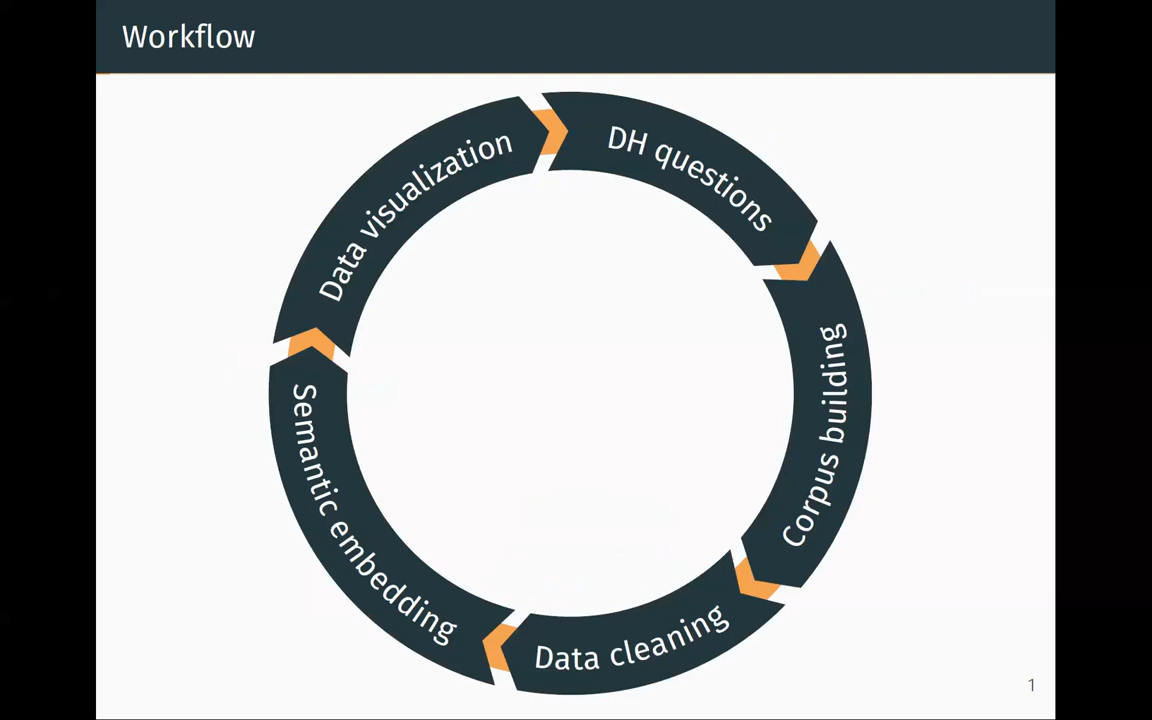 Workflow
DH questions
Corpus building
Data cleaning
Semantic embedding
Data visualization
1